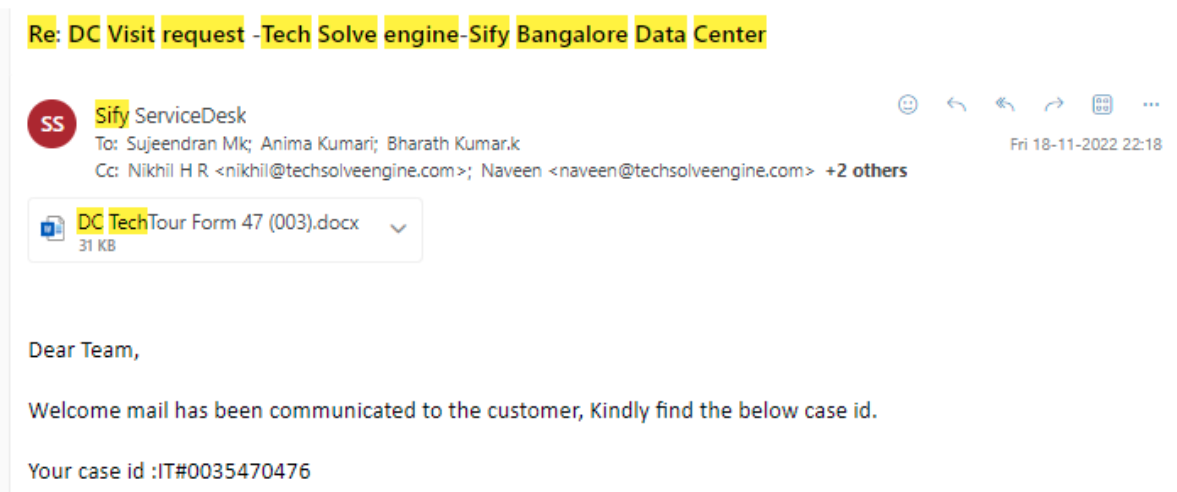 Re: DC Visit request -Tech Solve engine-Sify Bangalore Data Center
SS
Sify ServiceDesk
To: Sujeendran Mk; Anima Kumari; Bharath Kumar.k
Fri 18-11-2022 22:18
Cc: Nikhil H R <nikhil@techsolveengine.com>; Naveen <naveen@techsolveengine.com> +2 others
DC TechTour Form 47 (003).docx
31 KB
Dear Team,
Welcome mail has been communicated to the customer, Kindly find the below case id.
Your case id :IT#0035470476